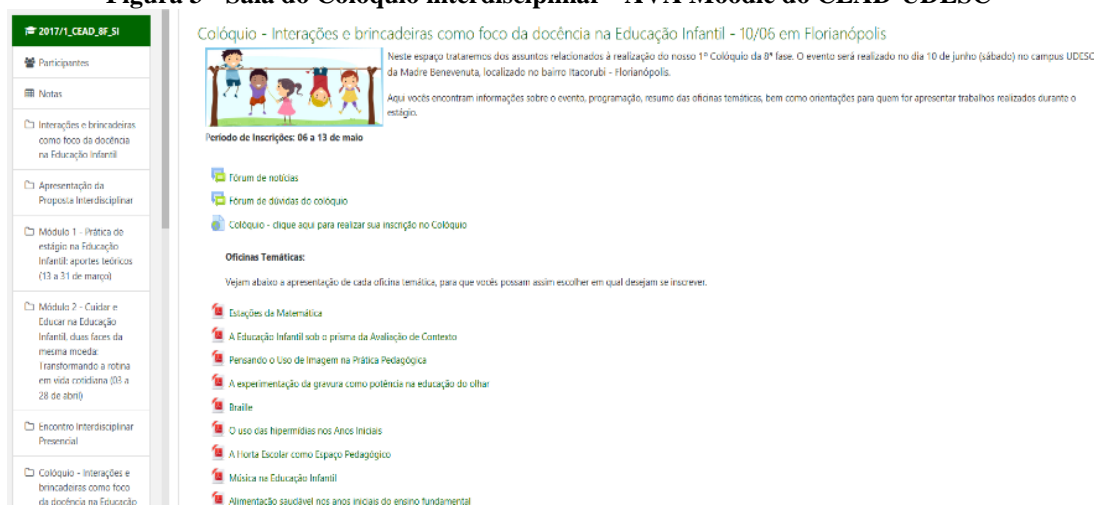 Figura 3 - Sala do Colóquio interdisciplinar – AVA Moodle do CEAD-UDESC
2017/1_CEAD_8F_SI
Participantes
Notas
Interações e brincadeiras
como foco da docência
na Educação Infantil
Apresentação da
Proposta Interdisciplinar
Módulo 1 - Prática de
estágio na Educação
Infantil: aportes teóricos
(13 a 31 de março)
Módulo 2 - Cuidar e
Educar na Educação
Infantil, duas faces da
mesma moeda:
Transformando a rotina
em vida cotidiana (03 a
28 de abril)
Encontro Interdisciplinar
Presencial
Colóquio - Interações e
brincadeiras como foco
da docência na Educação
Colóquio - Interações e brincadeiras como foco da docência na Educação Infantil - 10/06 em Florianópolis
Neste espaço trataremos dos assuntos relacionados à realização do nosso 1º Colóquio da 8ª fase. O evento será realizado no dia 10 de junho (sábado) no campus UDESC
da Madre Benevenuta, localizado no bairro Itacorubi - Florianópolis.
Aqui vocês encontram informações sobre o evento, programação, resumo das oficinas temáticas, bem como orientações para quem for apresentar trabalhos realizados durante o
estágio.
Período de Inscrições: 06 a 13 de maio
Fórum de notícias
Fórum de dúvidas do colóquio
Colóquio - clique aqui para realizar sua inscrição no Colóquio
Oficinas Temáticas:
Vejam abaixo a apresentação de cada oficina temática, para que vocês possam assim escolher em qual desejam se inscrever.
Estações da Matemática
A Educação Infantil sob o prisma da Avaliação de Contexto
Pensando o Uso de Imagem na Prática Pedagógica
A experimentação da gravura como potência na educação do olhar
Braille
O uso das hipermídias nos Anos Iniciais
A Horta Escolar como Espaço Pedagógico
Música na Educação Infantil
Alimentação saudável nos anos iniciais do ensino fundamental